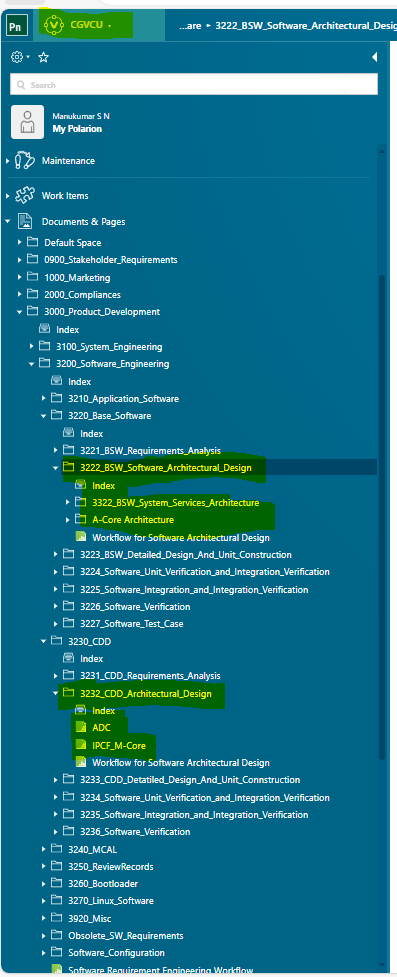 Pn CGVCU ...are ▸ 3222_BSW_Software_Architectural_Design
Search
Manukumar S N
My Polarion
Maintenance
Work Items
Documents & Pages
Default Space
0900_Stakeholder_Requirements
1000_Marketing
2000_Compliances
3000_Product_Development
Index
3100_System_Engineering
3200_Software_Engineering
Index
3210_Application_Software
3220_Base_Software
Index
3221_BSW_Requirements_Analysis
3222_BSW_Software_Architectural_Design
Index
3322_BSW_System_Services_Architecture
A-Core Architecture
Workflow for Software Architectural Design
3223_BSW_Detailed_Design_And_Unit_Construction
3224_Software_Unit_Verification_and_Integration_Verification
3225_Software_Integration_and_Integration_Verification
3226_Software_Verification
3227_Software_Test_Case
3230_CDD
Index
3231_CDD_Requirements_Analysis
3232_CDD_Architectural_Design
Index
ADC
IPCF_M-Core
Workflow for Software Architectural Design
3233_CDD_Detatiled_Design_And_Unit_Connstruction
3234_Software_Unit_Verification_and_Integration_Verification
3235_Software_Integration_and_Integration_Verification
3236_Software_Verification
3240_MCAL
3250_ReviewRecords
3260_Bootloader
3270_Linux_Software
3920_Misc
Obsolete_SW_Requirements
Software_Configuration
Software Requirement Engineering Workflow